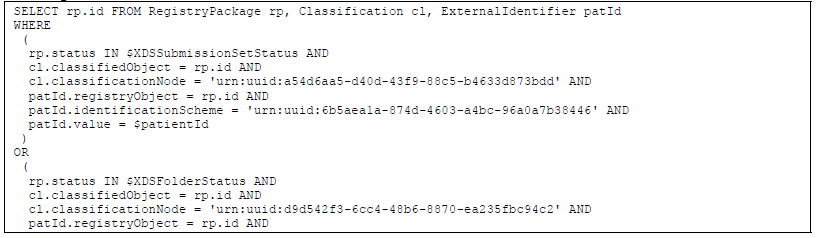 SELECT rp.id FROM RegistryPackage rp, Classification cl, ExternalIdentifier patId
WHERE
(
rp.status IN $XDSSubmissionSetStatus AND
cl.classifiedObject = rp.id AND
cl.classificationNode = 'urn:uuid:a54d6aa5-d40d-43f9-88c5-b4633d873bdd' AND
patId.registryObject = rp.id AND
patId.identificationScheme = 'urn:uuid:6b5aea1a-874d-4603-a4bc-96a0a7b38446' AND
patId.value = $patientId
)
OR
(
rp.status IN $XDSFolderStatus AND
cl.classifiedObject = rp.id AND
cl.classificationNode = 'urn:uuid:d9d542f3-6cc4-48b6-8870-ea235fbc94c2' AND
patId.registryObject = rp.id AND